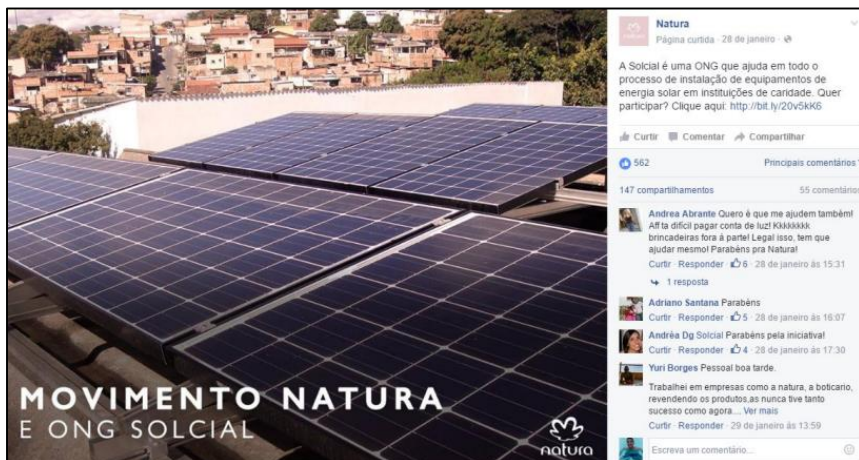 MOVIMENTO NATURA
E ONG SOLCIAL
natura
Natura
Página curtida · 28 de janeiro ·
A Solcial é uma ONG que ajuda em todo o
processo de instalação de equipamentos de
energia solar em instituições de caridade. Quer
participar? Clique aqui: http://bit.ly/20v5kK6
Curtir Comentar Compartilhar
562 Principais comentários
147 compartilhamentos 55 comentários
Andrea Abrante Quero é que me ajudem também!
Aff ta difícil pagar conta de luz! Kkkkkkkk
brincadeiras fora á parte! Legal isso, tem que
ajudar mesmo! Parabéns pra Natura!
Curtir · Responder · 6 · 28 de janeiro às 15:31
1 resposta
Adriano Santana Parabéns
Curtir · Responder · 5 · 28 de janeiro às 16:07
Andréa Dg Solcial Parabéns pela iniciativa!
Curtir · Responder · 4 · 28 de janeiro às 17:30
Yuri Borges Pessoal boa tarde.
Trabalhei em empresas como a natura, a boticario,
revendendo os produtos,as nunca tive tanto
sucesso como agora.... Ver mais
Curtir · Responder · 29 de janeiro às 13:59
Escreva um comentário...